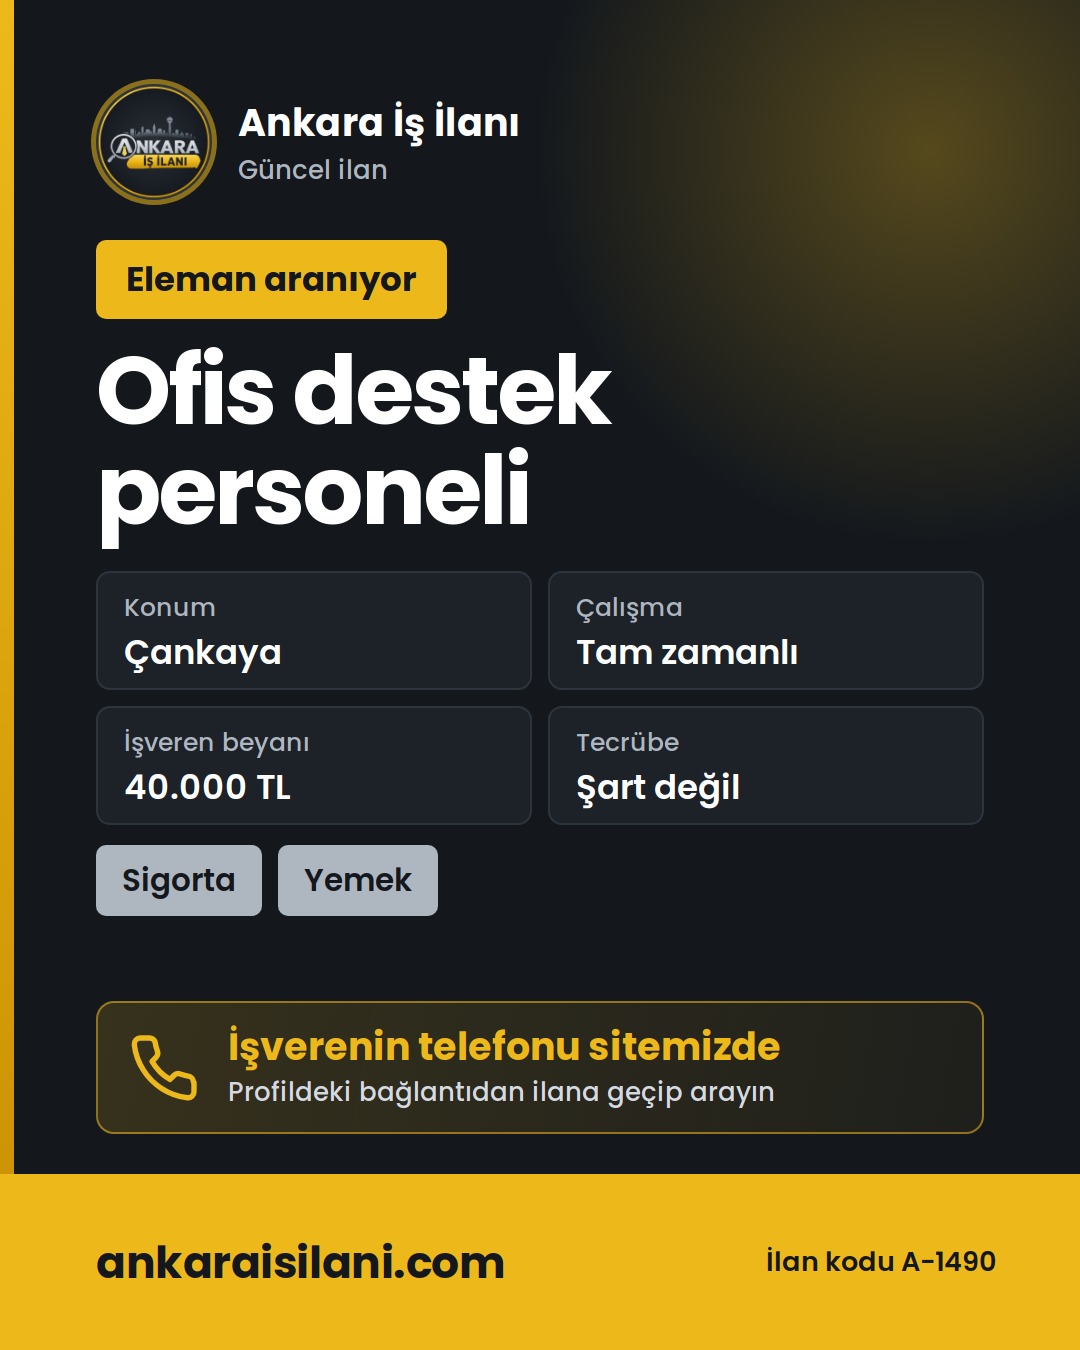 ANKARA
İŞ İLANI
Ankara İş İlanı
Güncel ilan
Eleman aranıyor
Ofis destek
personeli
Konum
Çankaya
Çalışma
Tam zamanlı
İşveren beyanı
40.000 TL
Tecrübe
Şart değil
Sigorta
Yemek
İşverenin telefonu sitemizde
Profildeki bağlantıdan ilana geçip arayın
ankaraisilani.com
İlan kodu A-1490